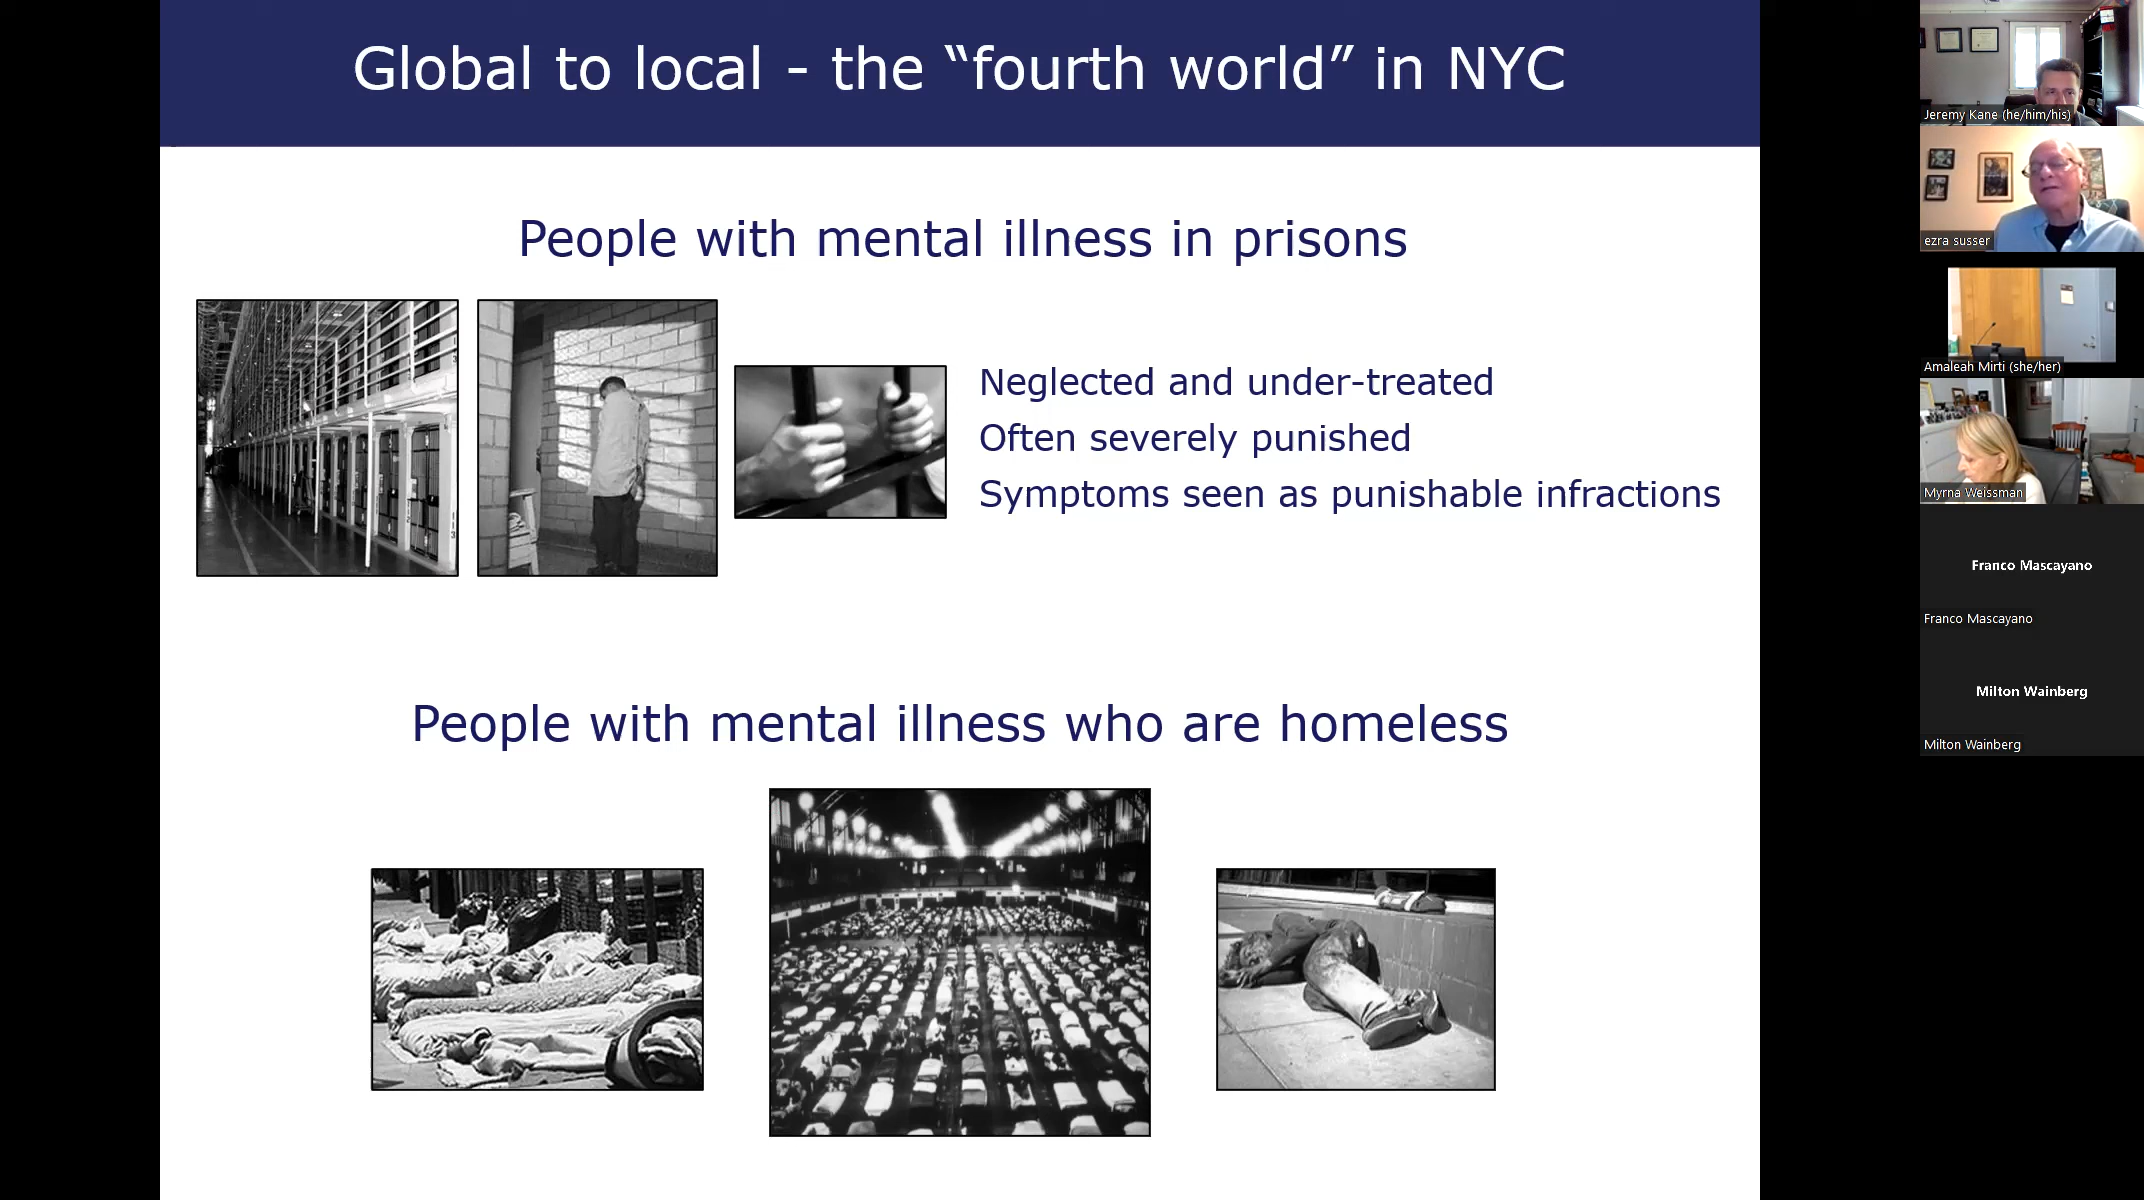 Global to local - the “fourth world” in NYC
People with mental illness in prisons
Neglected and under-treated
Often severely punished
Symptoms seen as punishable infractions
People with mental illness who are homeless
Jeremy Kane (he/him/his)
ezra susser
Amaleah Mirti (she/her)
Myrna Weissman
Franco Mascayano
Franco Mascayano
Milton Wainberg
Milton Wainberg